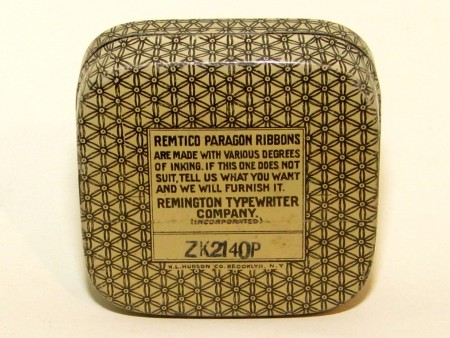 REMTICO PARAGON RIBBONS
ARE MADE WITH VARIOUS DEGREES
OF INKING. IF THIS ONE DOES NOT
SUIT, TELL US WHAT YOU WANT
AND WE WILL FURNISH IT.
REMINGTON TYPEWRITER
COMPANY.
(INCORPORATED)
ZK2140P
H.L. HUDSON CO. BROOKLYN, N.Y